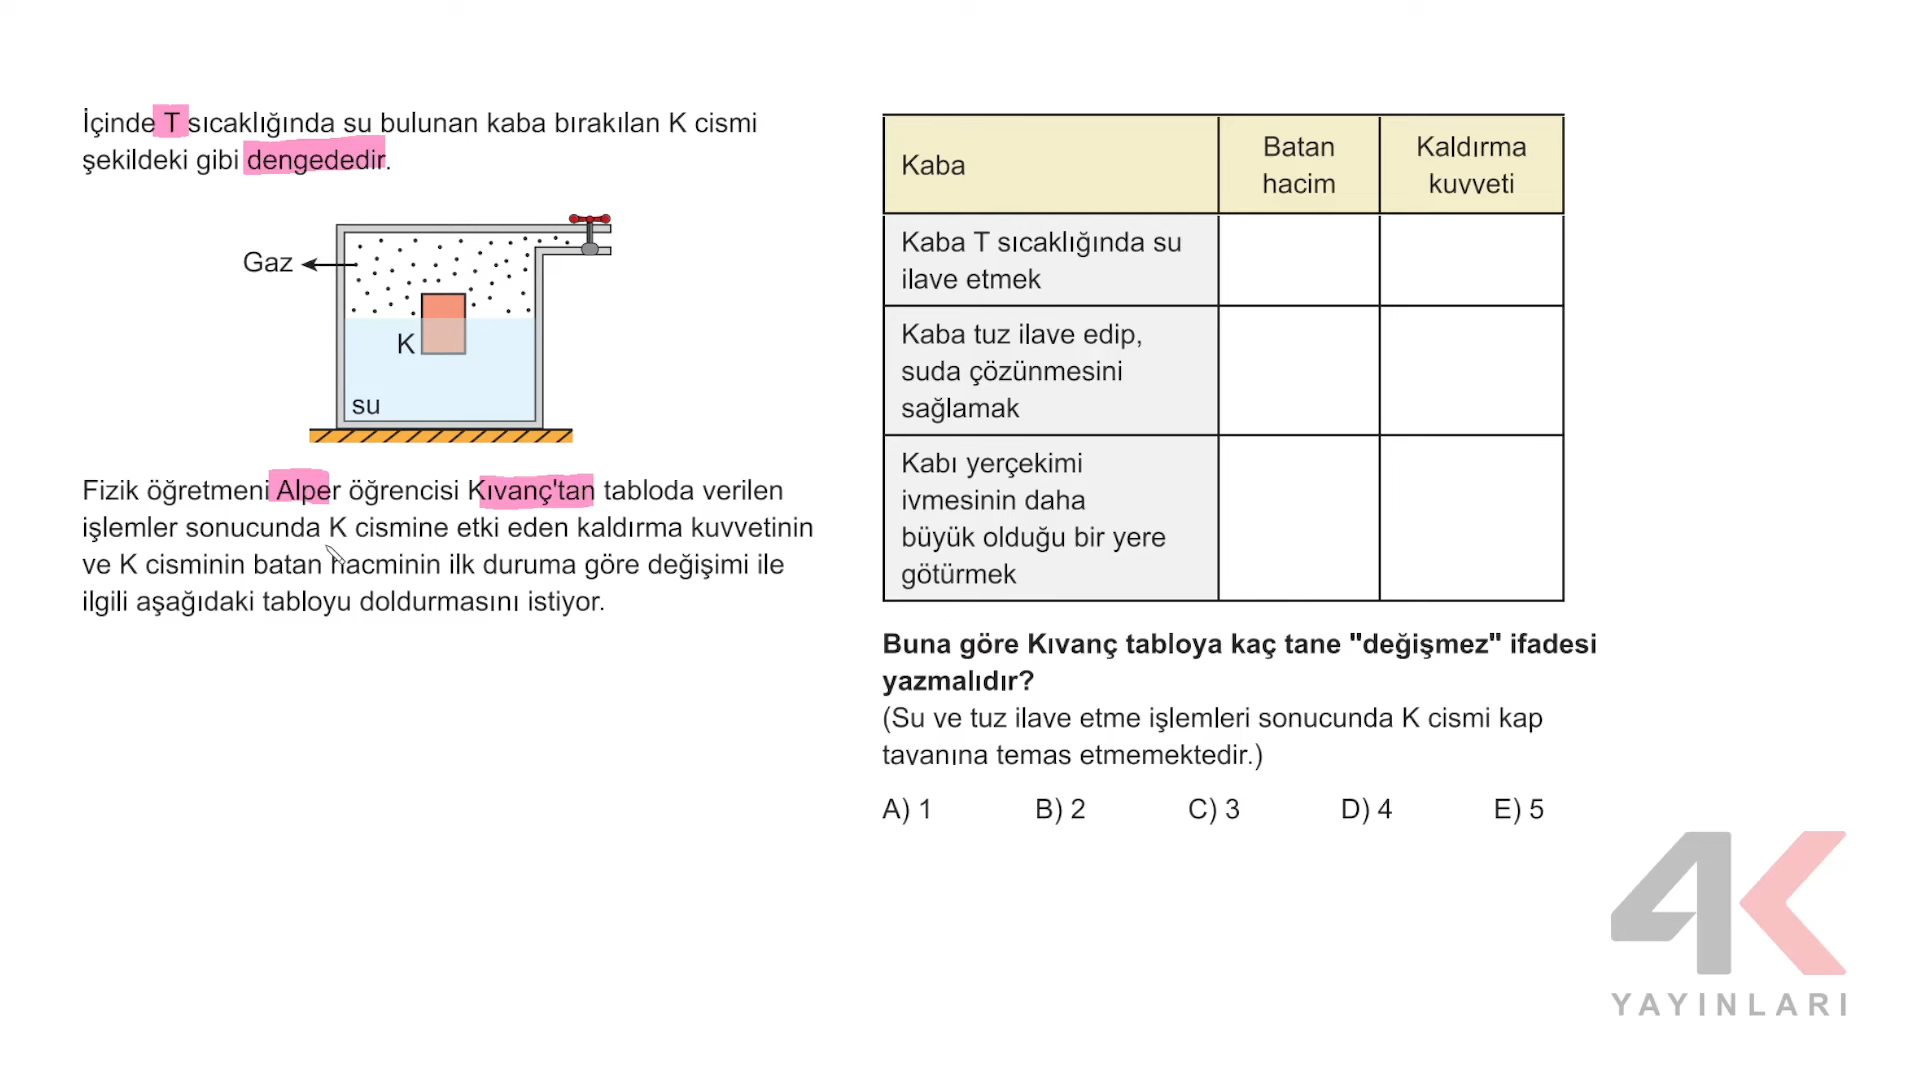 İçinde T sıcaklığında su bulunan kaba bırakılan K cismi
şekildeki gibi dengededir.
Gaz
K
su
Fizik öğretmeni Alper öğrencisi Kıvanç'tan tabloda verilen
işlemler sonucunda K cismine etki eden kaldırma kuvvetinin
ve K cisminin batan hacminin ilk duruma göre değişimi ile
ilgili aşağıdaki tabloyu doldurmasını istiyor.
Kaba
Batan
hacim
Kaldırma
kuvveti
Kaba T sıcaklığında su
ilave etmek
Kaba tuz ilave edip,
suda çözünmesini
sağlamak
Kabı yerçekimi
ivmesinin daha
büyük olduğu bir yere
götürmek
Buna göre Kıvanç tabloya kaç tane "değişmez" ifadesi
yazmalıdır?
(Su ve tuz ilave etme işlemleri sonucunda K cismi kap
tavanına temas etmemektedir.)
A) 1 B) 2 C) 3 D) 4 E) 5
4K
YAYINLARI